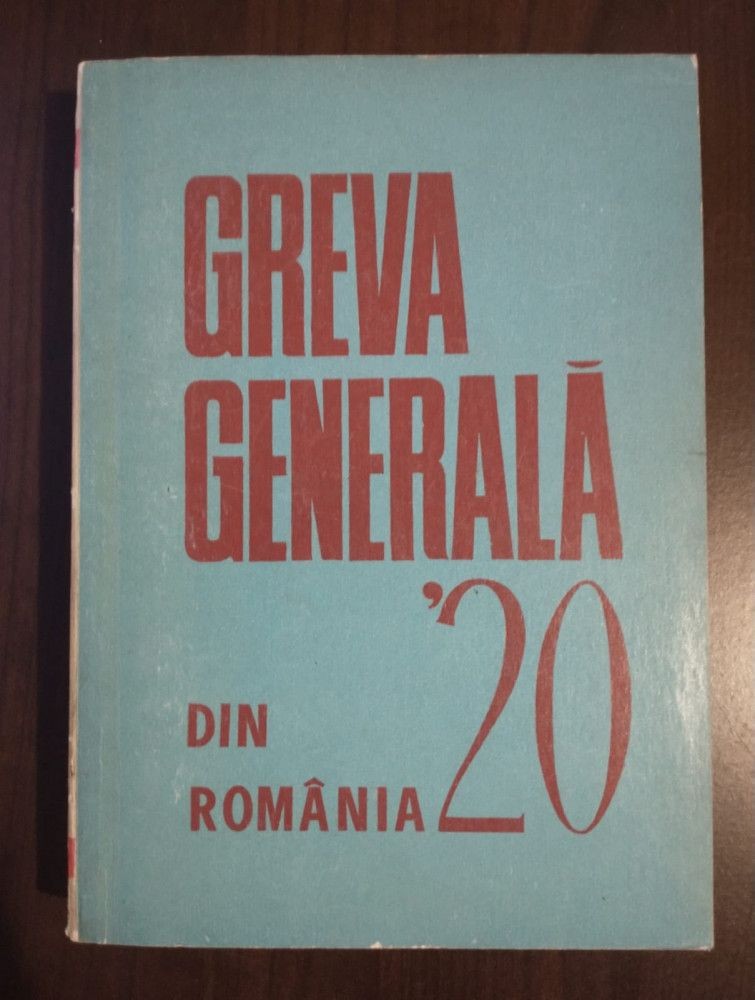 GREVA
GENERALĂ
'20
DIN
ROMÂNIA